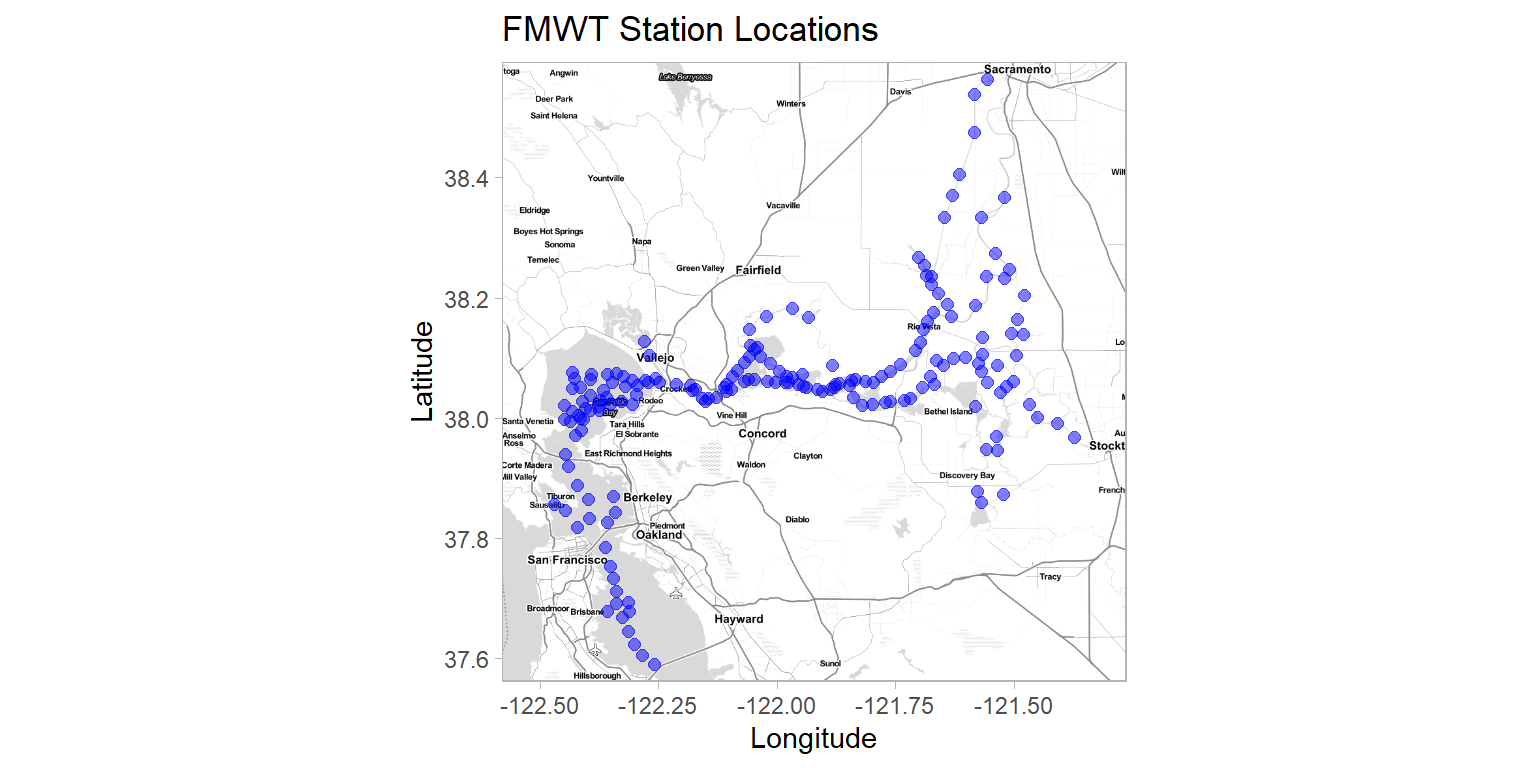 FMWT Station Locations
toga
Angwin
Lake Berryessa
Sacramento
Deer Park
Winters
Davis
Saint Helena
38.4
Yountville
Wilt
Vacaville
Eldridge
Boyes Hot Springs
Sonoma
Napa
Temelec
Green Valley
Fairfield
38.2
Rio Vista
Lo
Vallejo
Crockett
Rodeo
Latitude
38.0
Santa Venetia
Bay
Vine Hill
Bethel Island
M
Tara Hills
El Sobrante
Concord
Anselmo
Ross
Au
Stockt
East Richmond Heights
Clayton
Corte Madera
Waldon
Mill Valley
Discovery Bay
Tiburon
Berkeley
French
Sausalito
Piedmont
Diablo
37.8
Oakland
San Francisco
Tracy
Broadmoor
Brisbane
Hayward
37.6
Sunol
Hillsborough
-122.50
-122.25
-122.00
-121.75
-121.50
Longitude